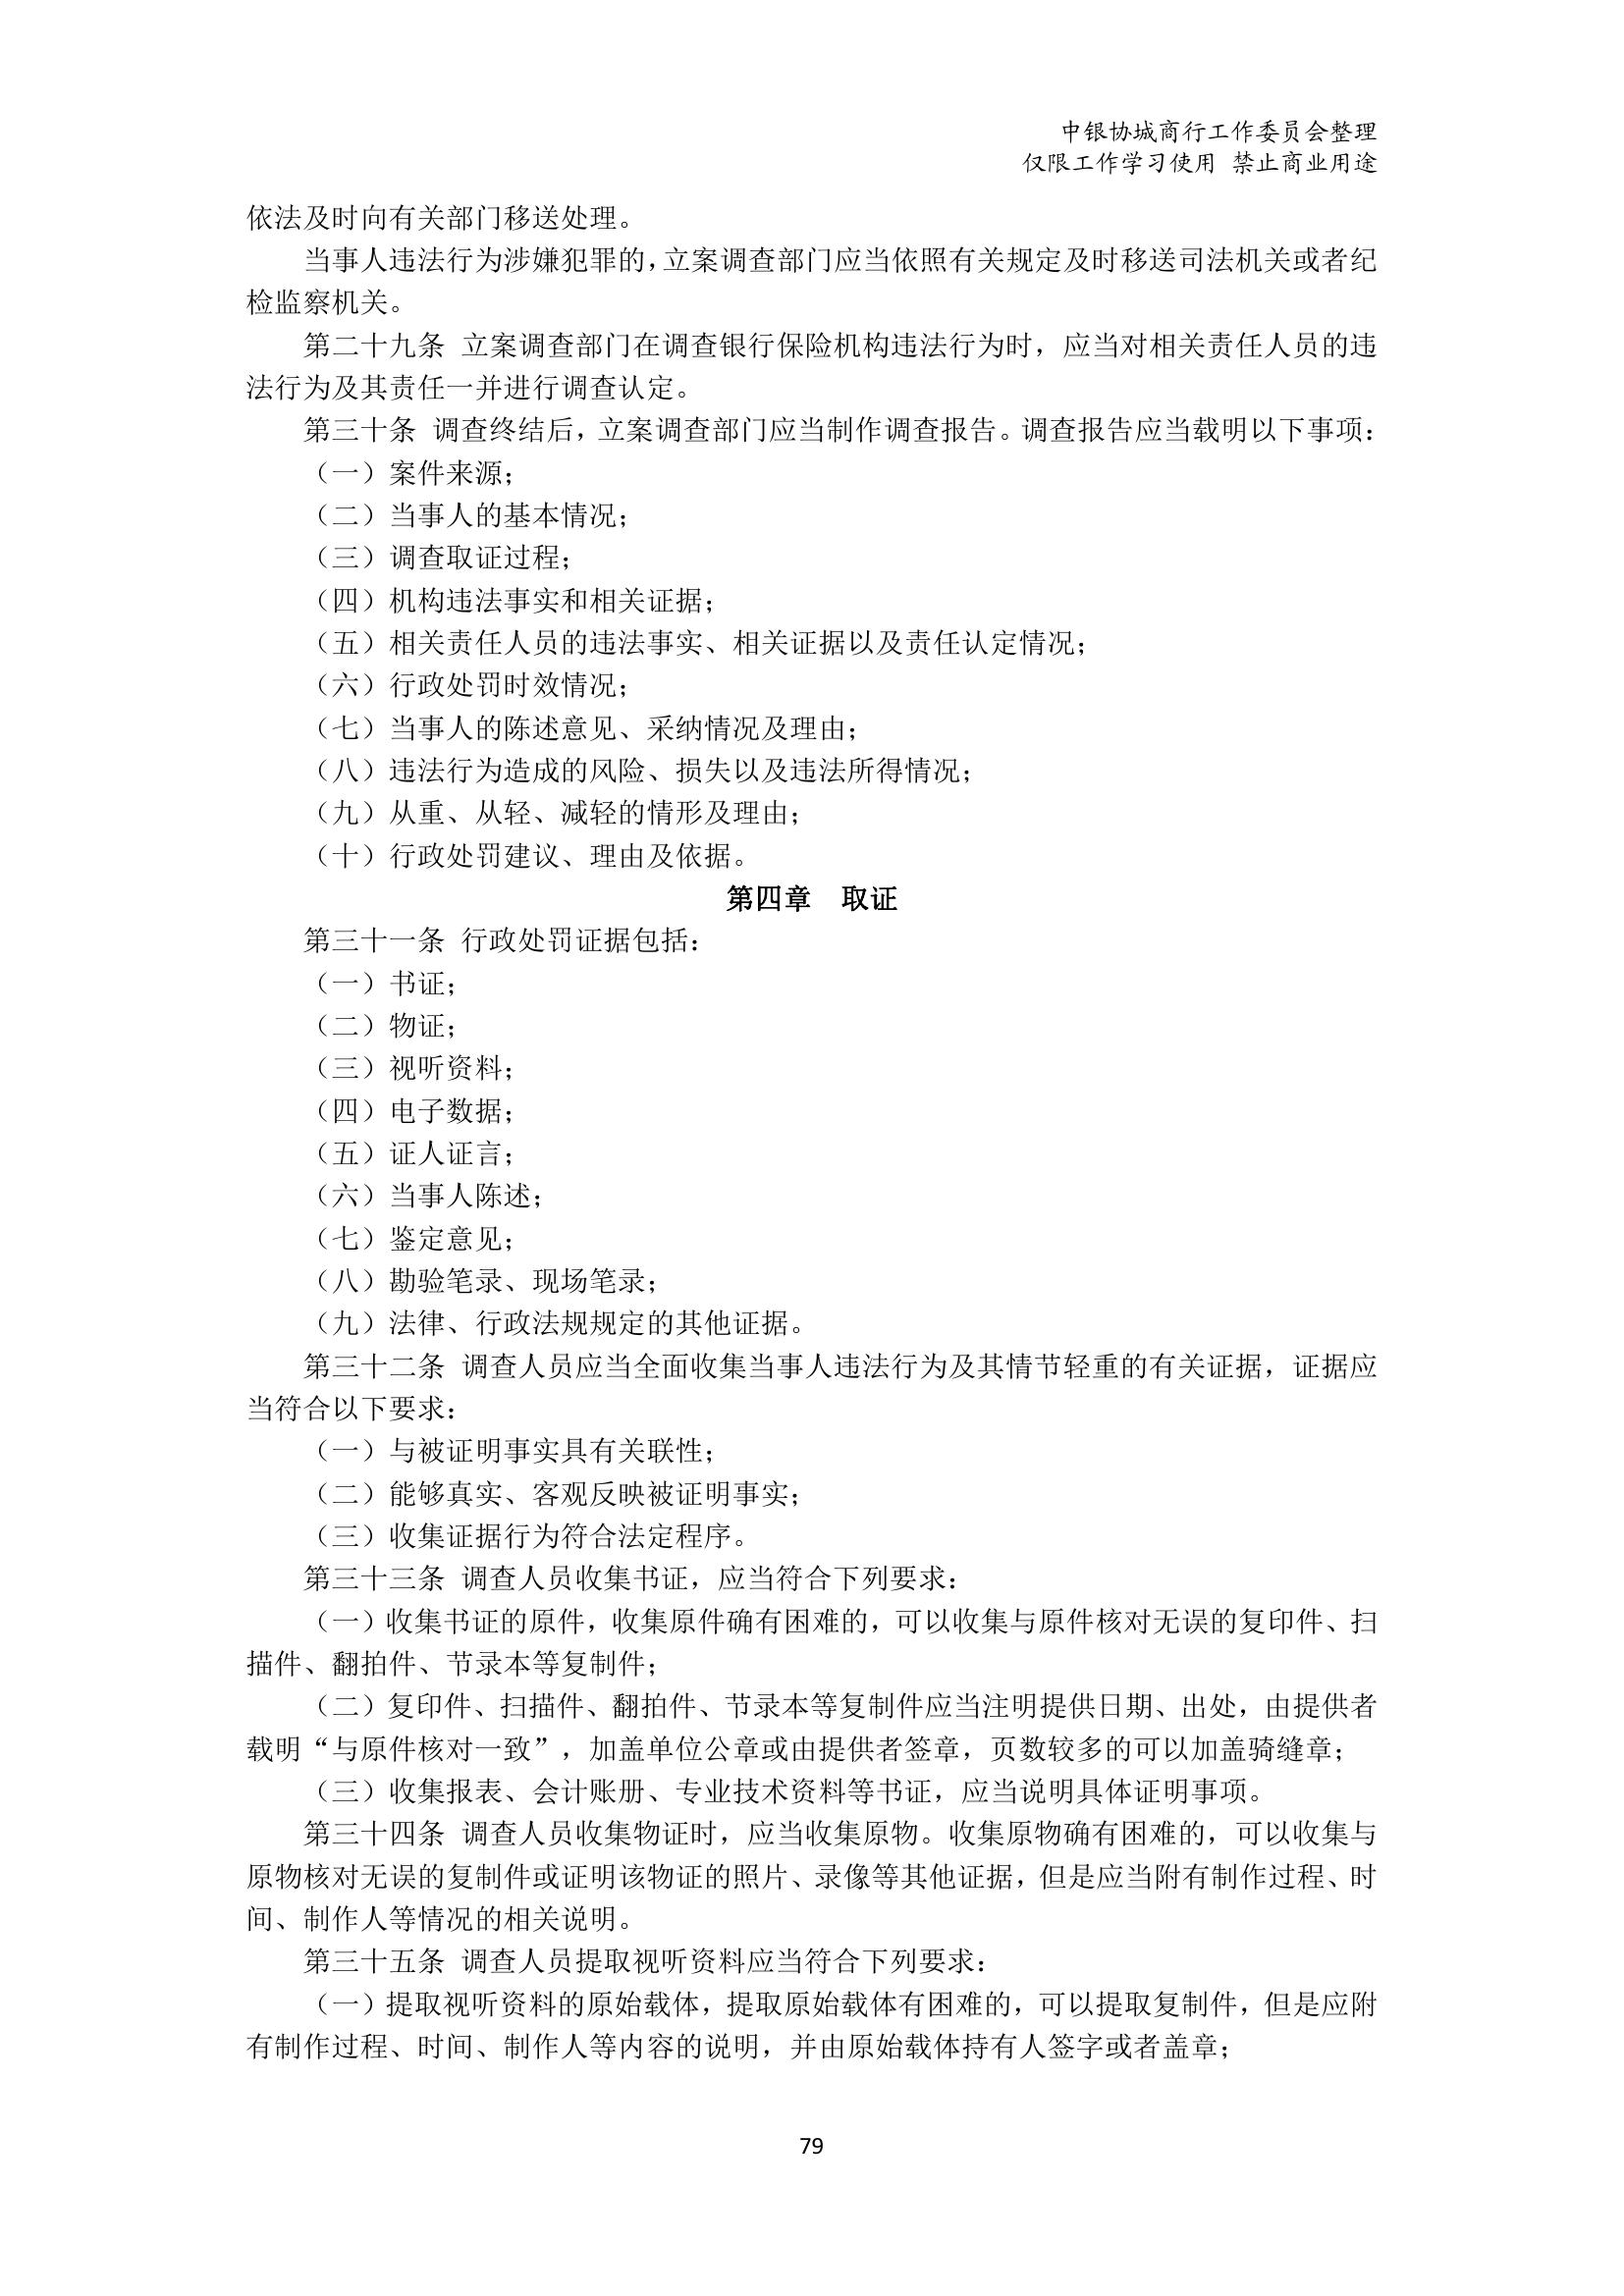 中银协城商行工作委员会整理
仅限工作学习使用 禁止商业用途
依法及时向有关部门移送处理。
当事人违法行为涉嫌犯罪的，立案调查部门应当依照有关规定及时移送司法机关或者纪
检监察机关。
第二十九条 立案调查部门在调查银行保险机构违法行为时，应当对相关责任人员的违
法行为及其责任一并进行调查认定。
第三十条 调查终结后，立案调查部门应当制作调查报告。调查报告应当载明以下事项：
（一）案件来源；
（二）当事人的基本情况；
（三）调查取证过程；
（四）机构违法事实和相关证据；
（五）相关责任人员的违法事实、相关证据以及责任认定情况；
（六）行政处罚时效情况；
（七）当事人的陈述意见、采纳情况及理由；
（八）违法行为造成的风险、损失以及违法所得情况；
（九）从重、从轻、减轻的情形及理由；
（十）行政处罚建议、理由及依据。
第四章　取证
第三十一条 行政处罚证据包括：
（一）书证；
（二）物证；
（三）视听资料；
（四）电子数据；
（五）证人证言；
（六）当事人陈述；
（七）鉴定意见；
（八）勘验笔录、现场笔录；
（九）法律、行政法规规定的其他证据。
第三十二条 调查人员应当全面收集当事人违法行为及其情节轻重的有关证据，证据应
当符合以下要求：
（一）与被证明事实具有关联性；
（二）能够真实、客观反映被证明事实；
（三）收集证据行为符合法定程序。
第三十三条 调查人员收集书证，应当符合下列要求：
（一）收集书证的原件，收集原件确有困难的，可以收集与原件核对无误的复印件、扫
描件、翻拍件、节录本等复制件；
（二）复印件、扫描件、翻拍件、节录本等复制件应当注明提供日期、出处，由提供者
载明“与原件核对一致”，加盖单位公章或由提供者签章，页数较多的可以加盖骑缝章；
（三）收集报表、会计账册、专业技术资料等书证，应当说明具体证明事项。
第三十四条 调查人员收集物证时，应当收集原物。收集原物确有困难的，可以收集与
原物核对无误的复制件或证明该物证的照片、录像等其他证据，但是应当附有制作过程、时
间、制作人等情况的相关说明。
第三十五条 调查人员提取视听资料应当符合下列要求：
（一）提取视听资料的原始载体，提取原始载体有困难的，可以提取复制件，但是应附
有制作过程、时间、制作人等内容的说明，并由原始载体持有人签字或者盖章；
79